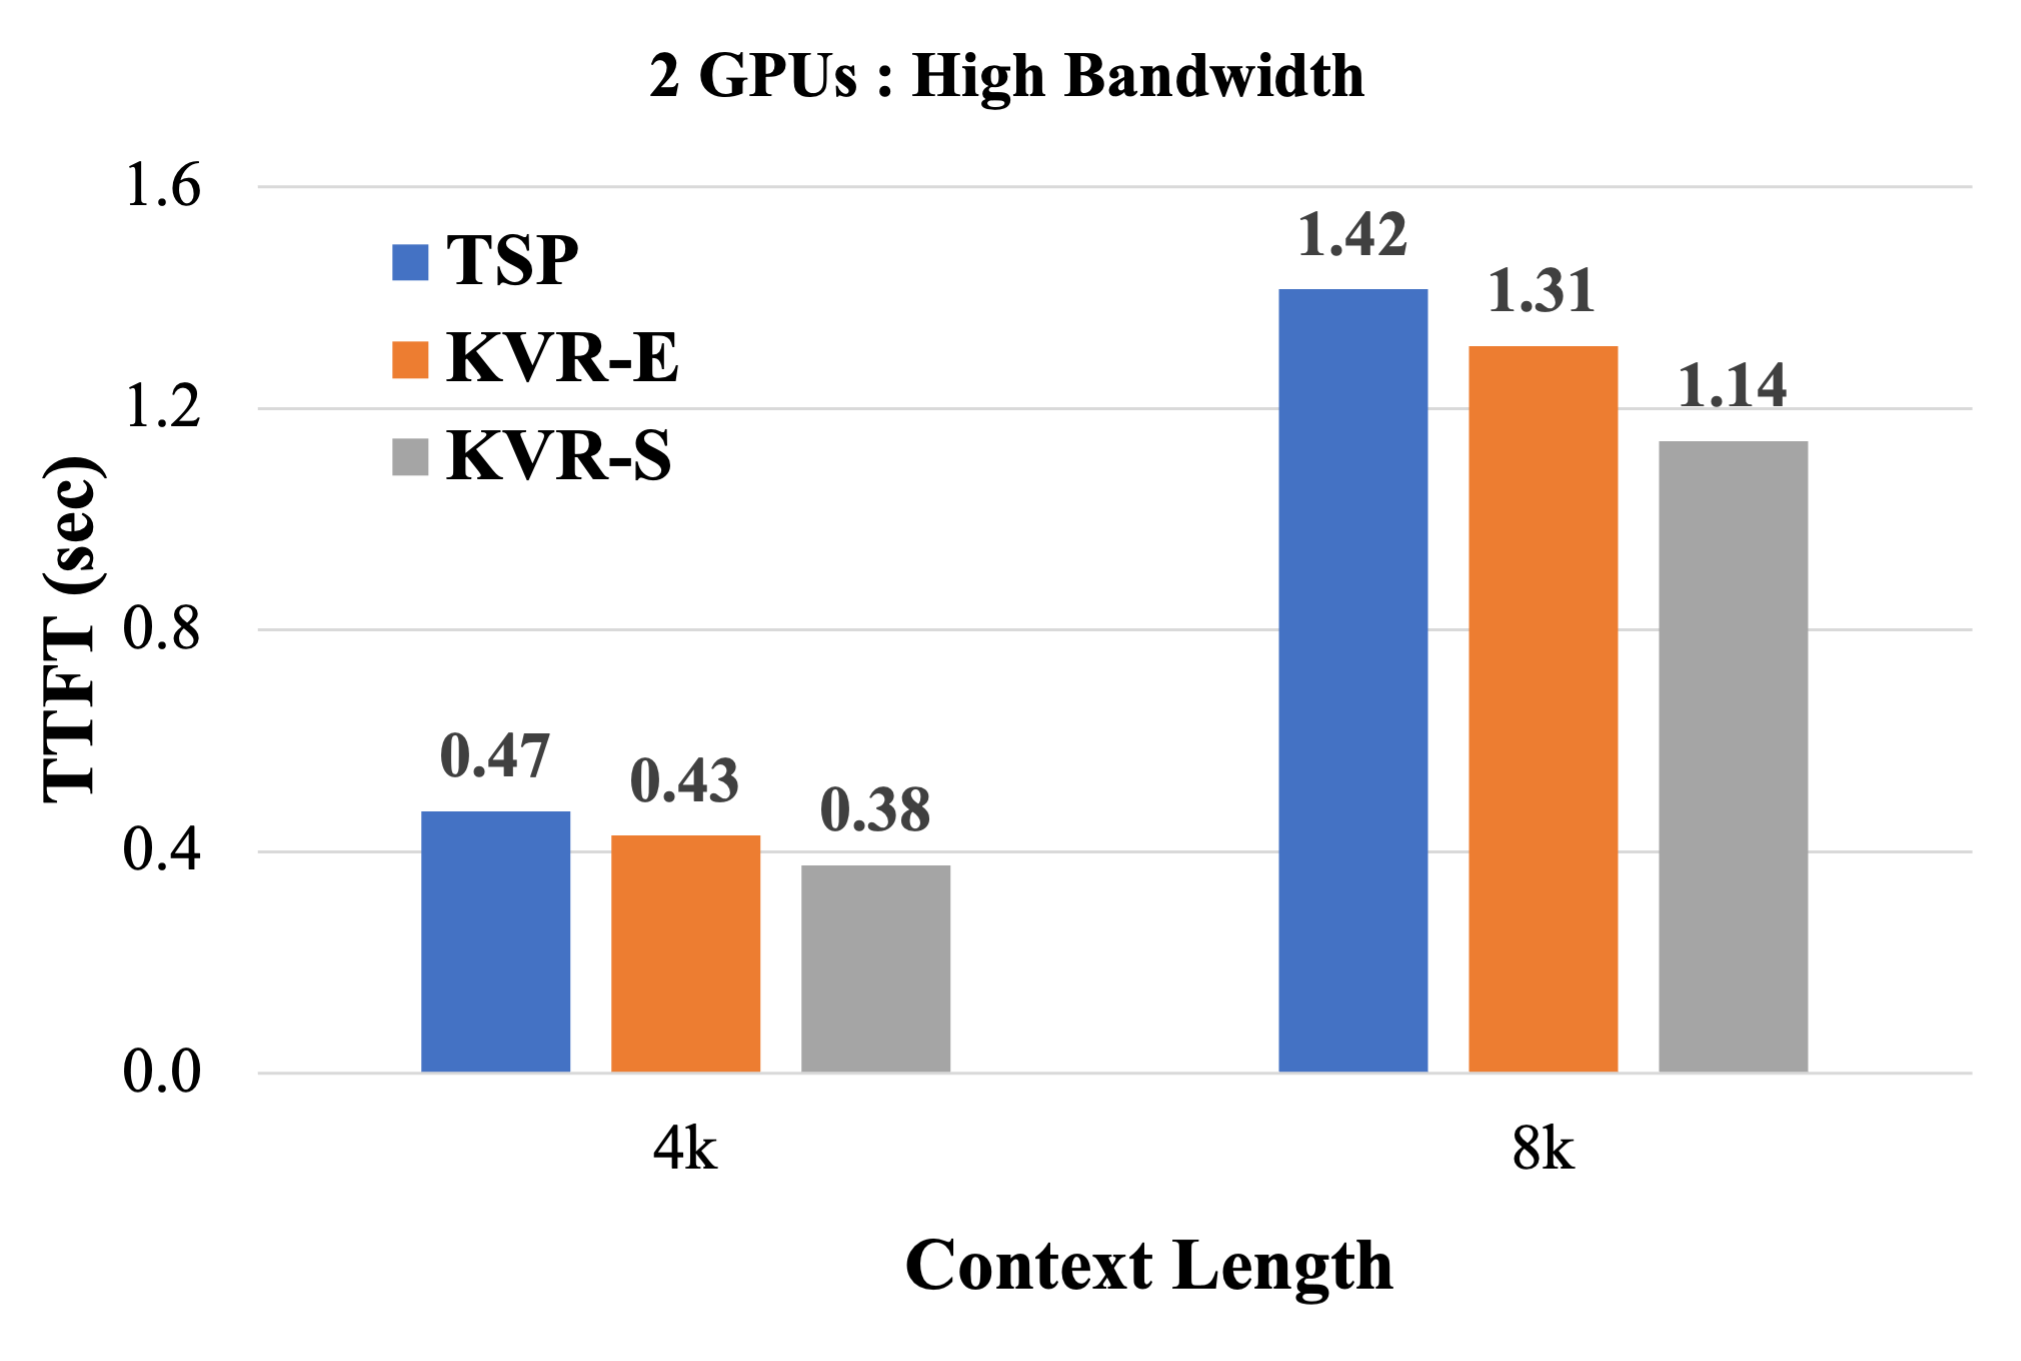 2 GPUs : High Bandwidth
1.6
1.2
0.8
0.4
0.0
TTFT (sec)
TSP
KVR-E
KVR-S
0.47
0.43
0.38
1.42
1.31
1.14
4k
8k
Context Length